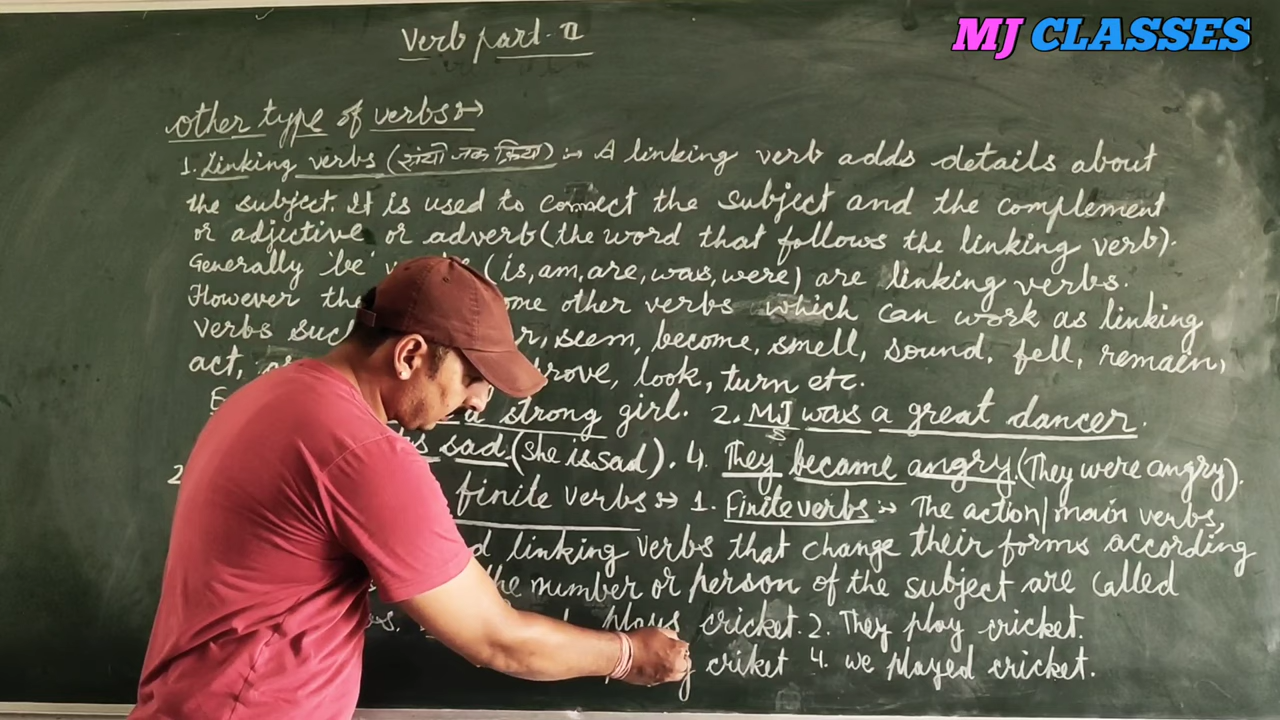 MJ CLASSES
Verb part-II
other type of verbs :→
1. Linking verbs (संयोजक क्रिया) :→ A linking verb adds details about
the subject. It is used to connect the subject and the complement
or adjective or adverb (the word that follows the linking verb).
Generally 'be' (is, am, are, was, were) are linking verbs.
However other verbs which can work as linking
verbs seem, become, smell, sound, fell, remain,
act, look, turn etc.
a strong girl. 2. MJ was a great dancer.
sad. (She is sad). 4. They became angry. (They were angry).
2 finite verbs :→ 1. Finite verbs :→ The action/main verbs,
linking verbs that change their forms according
the number or person of the subject are called
plays cricket. 2. They play cricket.
criket 4. we played cricket.